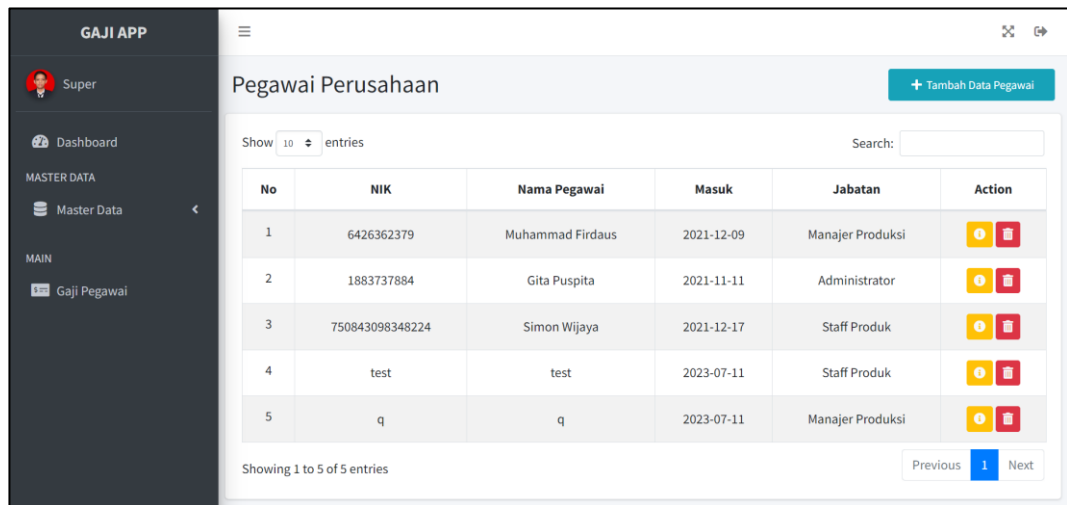 GAJI APP
Super
Dashboard
MASTER DATA
Master Data
MAIN
Gaji Pegawai
Pegawai Perusahaan
+ Tambah Data Pegawai
Show 10 entries
Search:
No NIK Nama Pegawai Masuk Jabatan Action
1 6426362379 Muhammad Firdaus 2021-12-09 Manajer Produksi
2 1883737884 Gita Puspita 2021-11-11 Administrator
3 750843098348224 Simon Wijaya 2021-12-17 Staff Produk
4 test test 2023-07-11 Staff Produk
5 q q 2023-07-11 Manajer Produksi
Showing 1 to 5 of 5 entries
Previous 1 Next